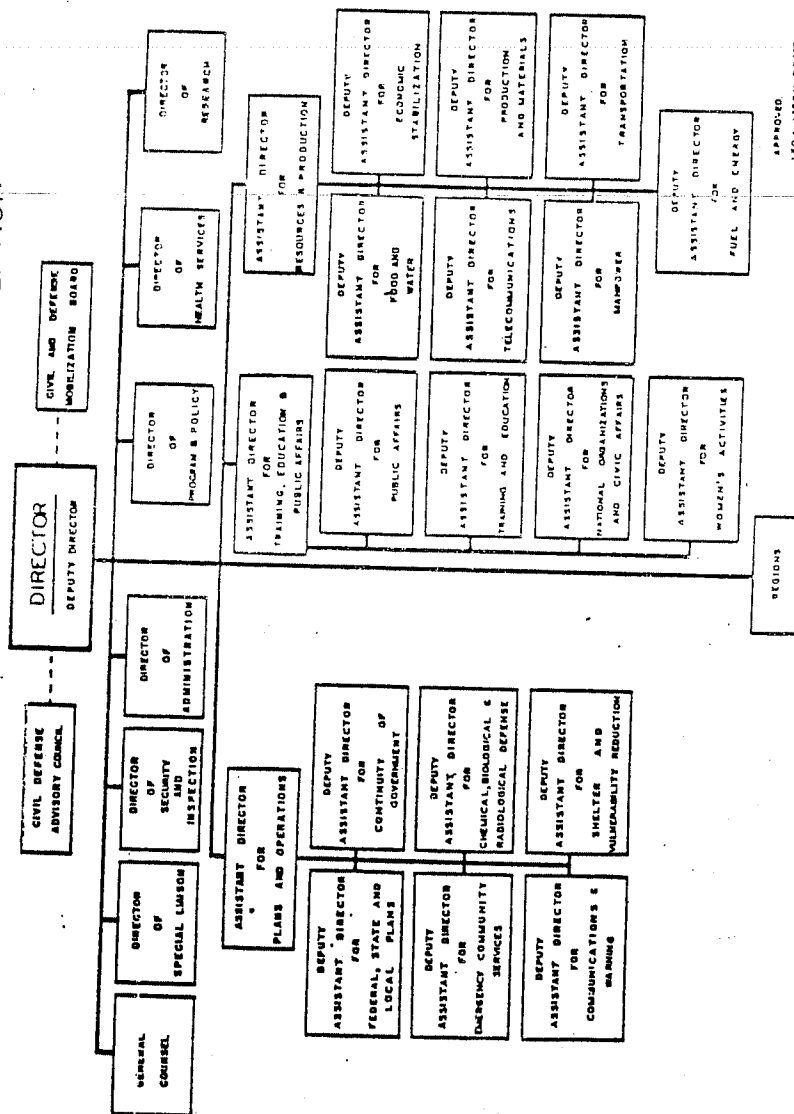 DIRECTOR
DEPUTY DIRECTOR
CIVIL DEFENSE
ADVISORY COUNCIL
CIVIL AND DEFENSE
MOBILIZATION BOARD
GENERAL
COUNSEL
DIRECTOR
OF
SPECIAL LIAISON
DIRECTOR
OF
SECURITY
AND
INSPECTION
DIRECTOR
OF
ADMINISTRATION
DIRECTOR
OF
PROGRAM & POLICY
DIRECTOR
OF
HEALTH SERVICES
DIRECTOR
OF
RESEARCH
ASSISTANT DIRECTOR
FOR
PLANS AND OPERATIONS
ASSISTANT DIRECTOR
FOR
TRAINING, EDUCATION &
PUBLIC AFFAIRS
ASSISTANT DIRECTOR
FOR
RESOURCES & PRODUCTION
DEPUTY
ASSISTANT DIRECTOR
FOR
FEDERAL, STATE AND
LOCAL PLANS
DEPUTY
ASSISTANT DIRECTOR
FOR
CONTINUITY OF
GOVERNMENT
DEPUTY
ASSISTANT DIRECTOR
FOR
PUBLIC AFFAIRS
DEPUTY
ASSISTANT DIRECTOR
FOR
FOOD AND
WATER
DEPUTY
ASSISTANT DIRECTOR
FOR
ECONOMIC
STABILIZATION
DEPUTY
ASSISTANT DIRECTOR
FOR
EMERGENCY COMMUNITY
SERVICES
DEPUTY
ASSISTANT DIRECTOR
FOR
CHEMICAL, BIOLOGICAL &
RADIOLOGICAL DEFENSE
DEPUTY
ASSISTANT DIRECTOR
FOR
TRAINING AND EDUCATION
DEPUTY
ASSISTANT DIRECTOR
FOR
TELECOMMUNICATIONS
DEPUTY
ASSISTANT DIRECTOR
FOR
PRODUCTION
AND MATERIALS
DEPUTY
ASSISTANT DIRECTOR
FOR
COMMUNICATIONS &
WARNING
DEPUTY
ASSISTANT DIRECTOR
FOR
SHELTER AND
VULNERABILITY REDUCTION
DEPUTY
ASSISTANT DIRECTOR
FOR
NATIONAL ORGANIZATIONS
AND CIVIC AFFAIRS
DEPUTY
ASSISTANT DIRECTOR
FOR
MANPOWER
DEPUTY
ASSISTANT DIRECTOR
FOR
TRANSPORTATION
DEPUTY
ASSISTANT DIRECTOR
FOR
WOMEN'S ACTIVITIES
DEPUTY
ASSISTANT DIRECTOR
FOR
FUEL AND ENERGY
REGIONS
APPROVED